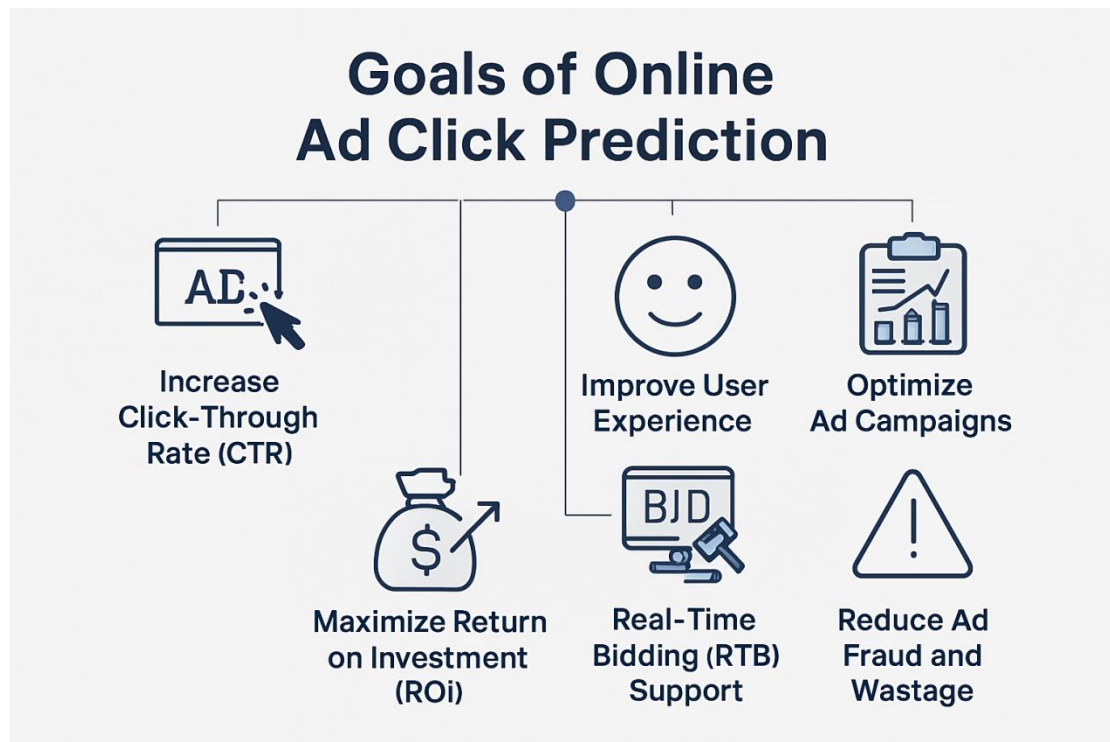 Goals of Online
Ad Click Prediction
AD
Increase
Click-Through
Rate (CTR)
Improve User
Experience
Optimize
Ad Campaigns
$
Maximize Return
on Investment
(ROi)
BJD
Real-Time
Bidding (RTB)
Support
!
Reduce Ad
Fraud and
Wastage